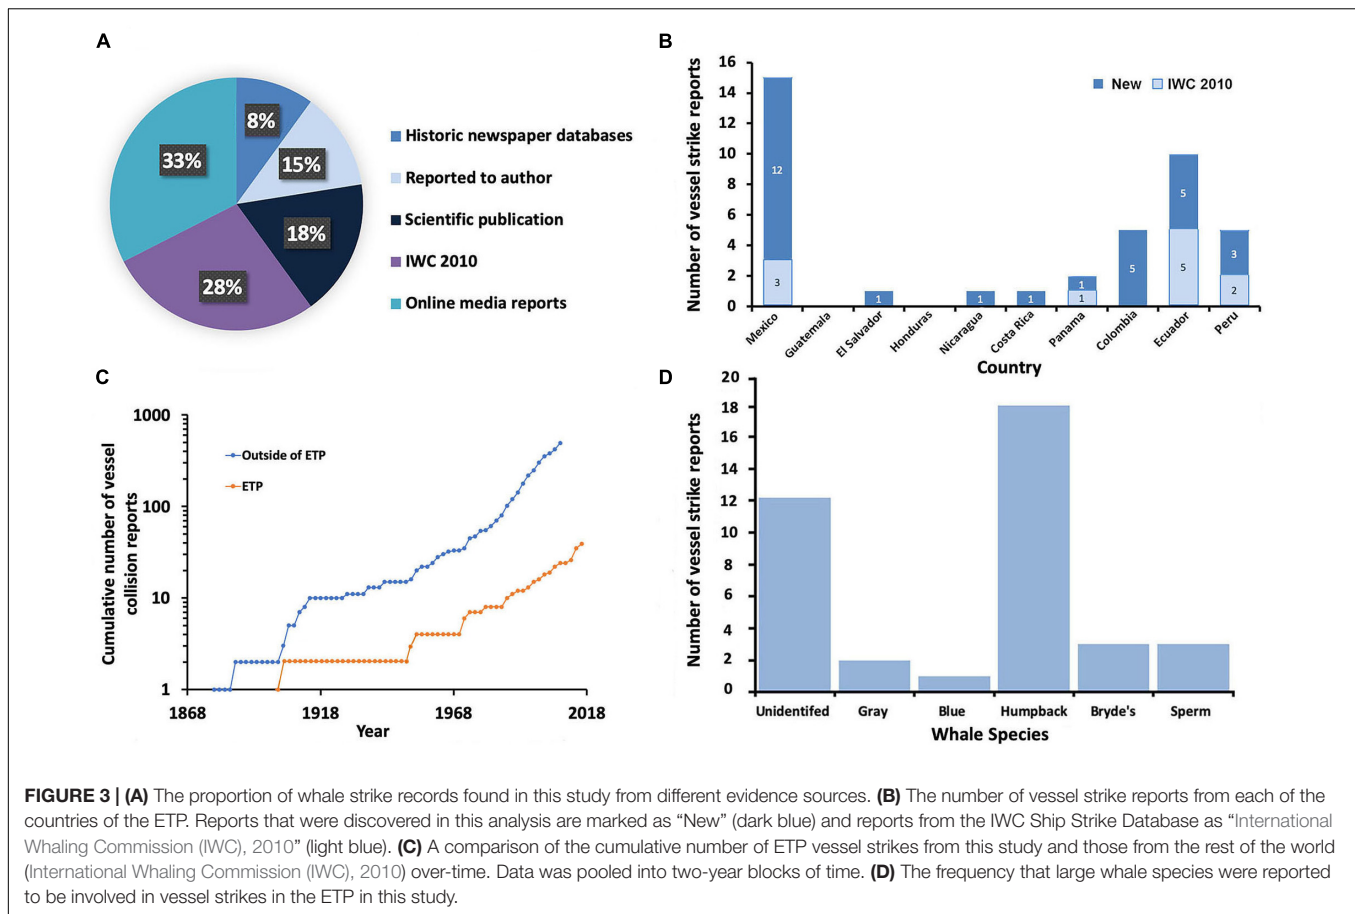 A
8%
15%
18%
28%
33%
Historic newspaper databases
Reported to author
Scientific publication
IWC 2010
Online media reports
B
Number of vessel strike reports
16
14
12
10
8
6
4
2
0
New
IWC 2010
12
3
1
1
1
1
1
5
5
5
3
2
Mexico
Guatemala
El Salvador
Honduras
Nicaragua
Costa Rica
Panama
Colombia
Ecuador
Peru
Country
C
Cumulative number of vessel
collision reports
1000
100
10
1
Outside of ETP
ETP
1868
1918
1968
2018
Year
D
Number of vessel strike reports
20
18
16
14
12
10
8
6
4
2
0
Unidentifed
Gray
Blue
Humpback
Bryde's
Sperm
Whale Species
FIGURE 3 | (A) The proportion of whale strike records found in this study from different evidence sources. (B) The number of vessel strike reports from each of the
countries of the ETP. Reports that were discovered in this analysis are marked as “New” (dark blue) and reports from the IWC Ship Strike Database as “International
Whaling Commission (IWC), 2010” (light blue). (C) A comparison of the cumulative number of ETP vessel strikes from this study and those from the rest of the world
(International Whaling Commission (IWC), 2010) over-time. Data was pooled into two-year blocks of time. (D) The frequency that large whale species were reported
to be involved in vessel strikes in the ETP in this study.